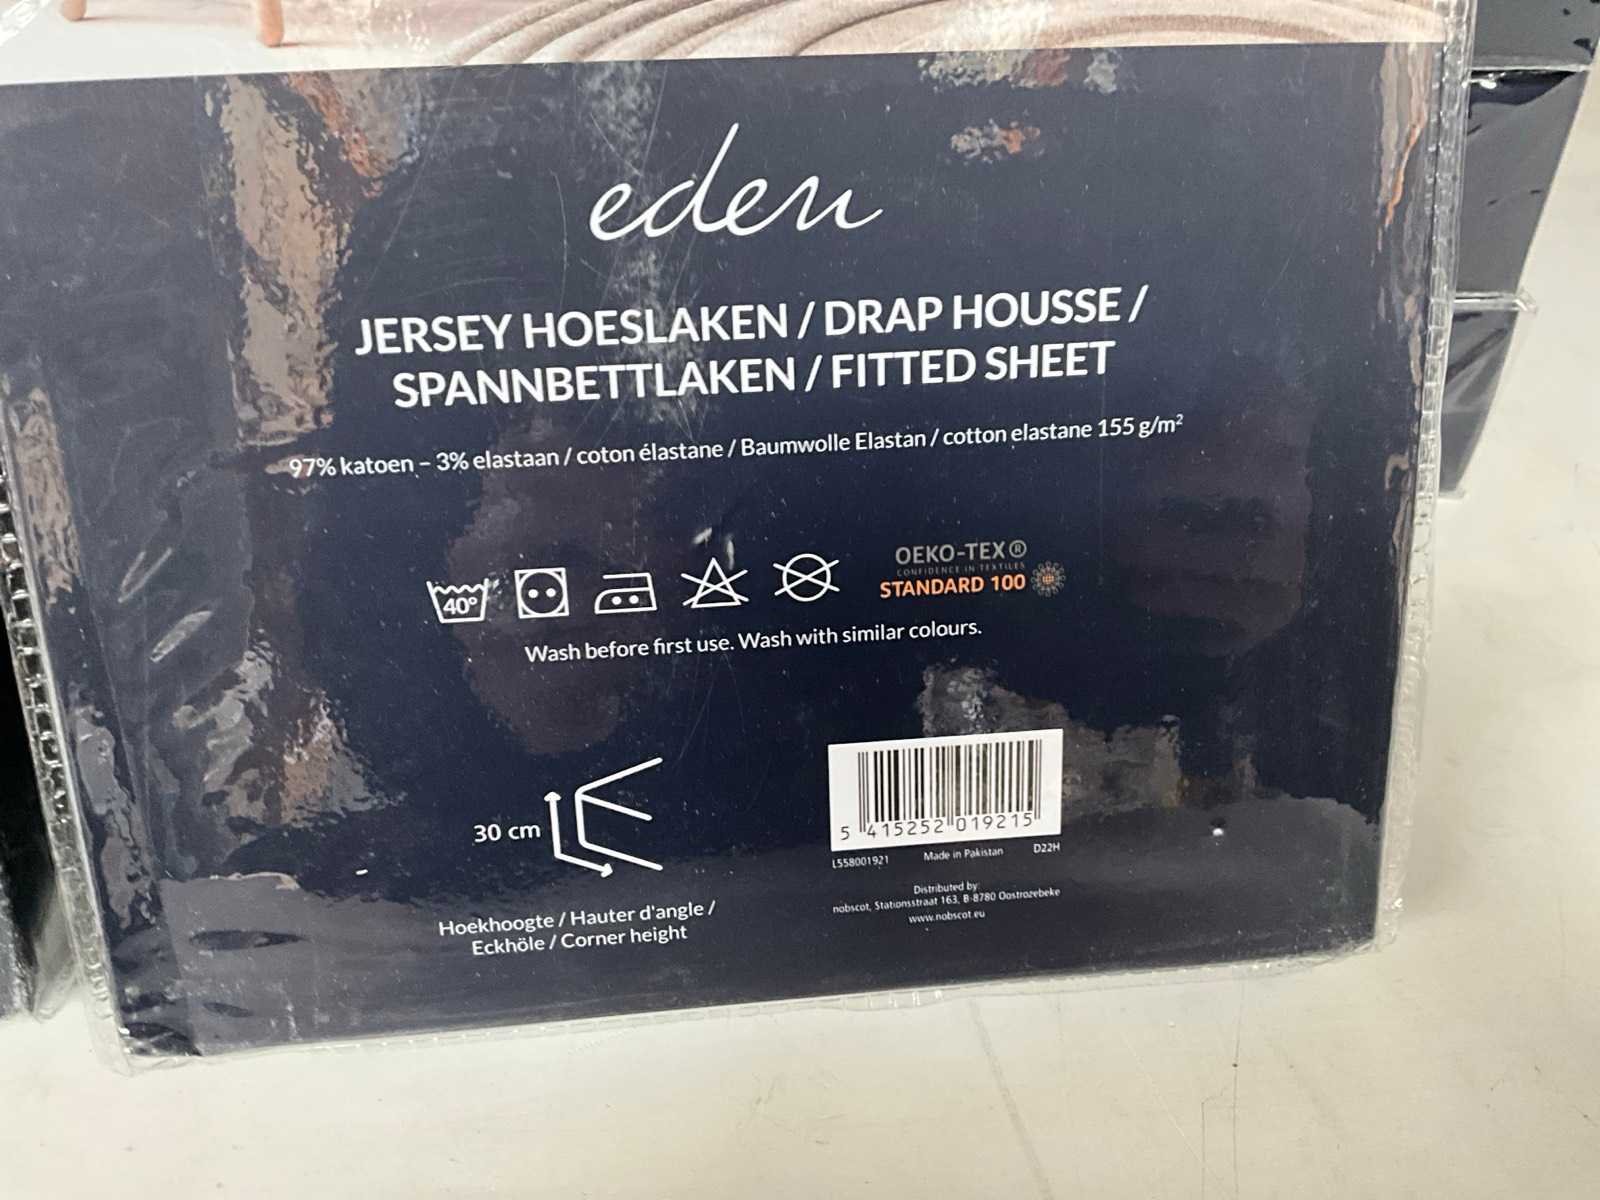 eden
JERSEY HOESLAKEN / DRAP HOUSSE /
SPANNBETTLAKEN / FITTED SHEET
97% katoen – 3% elastaan / coton élastane / Baumwolle Elastan / cotton elastane 155 g/m²
40°
OEKO-TEX®
CONFIDENCE IN TEXTILES
STANDARD 100
Wash before first use. Wash with similar colours.
30 cm
Hoekhoogte / Hauter d'angle /
Eckhöle / Corner height
5 415252 019215
L558001921 Made in Pakistan D22H
Distributed by:
nobscot, Stationsstraat 163, B-8780 Oostrozebeke
www.nobscot.eu